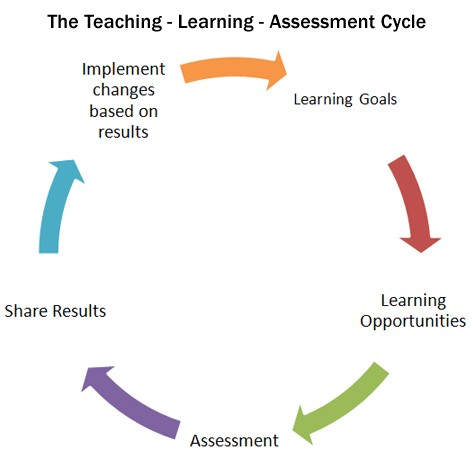 The Teaching - Learning - Assessment Cycle
Implement
changes
based on
results
Learning Goals
Learning
Opportunities
Assessment
Share Results